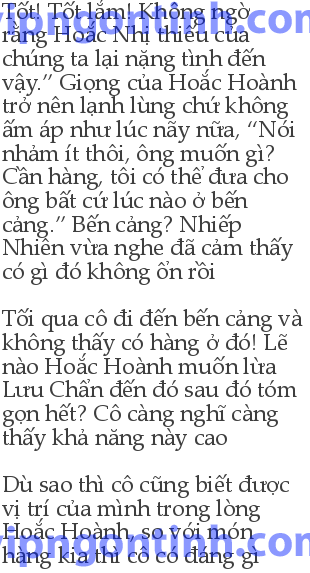 Tốt! Tốt lắm! Không ngờ
rằng Hoắc Nhị thiếu của
chúng ta lại nặng tình đến
vậy.” Giọng của Hoắc Hoành
trở nên lạnh lùng chứ không
ấm áp như lúc nãy nữa, “Nói
nhảm ít thôi, ông muốn gì?
Cần hàng, tôi có thể đưa cho
ông bất cứ lúc nào ở bến
cảng.” Bến cảng? Nhiếp
Nhiên vừa nghe đã cảm thấy
có gì đó không ổn rồi
Tối qua cô đi đến bến cảng và
không thấy có hàng ở đó! Lẽ
nào Hoắc Hoành muốn lừa
Lưu Chẩn đến đó sau đó tóm
gọn hết? Cô càng nghĩ càng
thấy khả năng này cao
Dù sao thì cô cũng biết được
vị trí của mình trong lòng
Hoắc Hoành, so với món
hàng kia thì cô có đáng gì
vipngontinh.com
vipngontinh.com